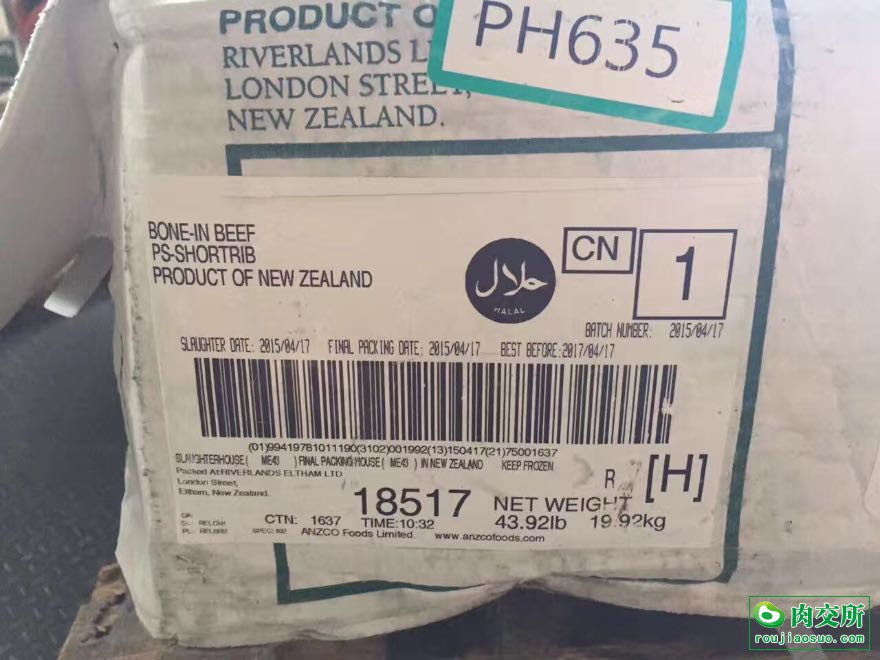 PRODUCT O
PH635
RIVERLANDS L
LONDON STREET,
NEW ZEALAND.
BONE-IN BEEF
PS-SHORTRIB
PRODUCT OF NEW ZEALAND
حلال
HALAL
CN
1
BATCH NUMBER: 2015/04/17
SLAUGHTER DATE: 2015/04/17 FINAL PACKING DATE: 2015/04/17 BEST BEFORE:2017/04/17
(01)99419781011190(3102)001992(13)150417(21)75001637
SLAUGHTERHOUSE( ME43 )FINAL PACKING HOUSE( ME43 ) IN NEW ZEALAND KEEP FROZEN
Packed At:RIVERLANDS ELTHAM LTD
London Street,
Eltham, New Zealand.
R
[H]
18517
NET WEIGHT
43.92lb 19.92kg
CTN: 1637 TIME:10:32
ANZCO Foods Limited. www.anzcofoods.com
肉交所
roujiaosuo.com